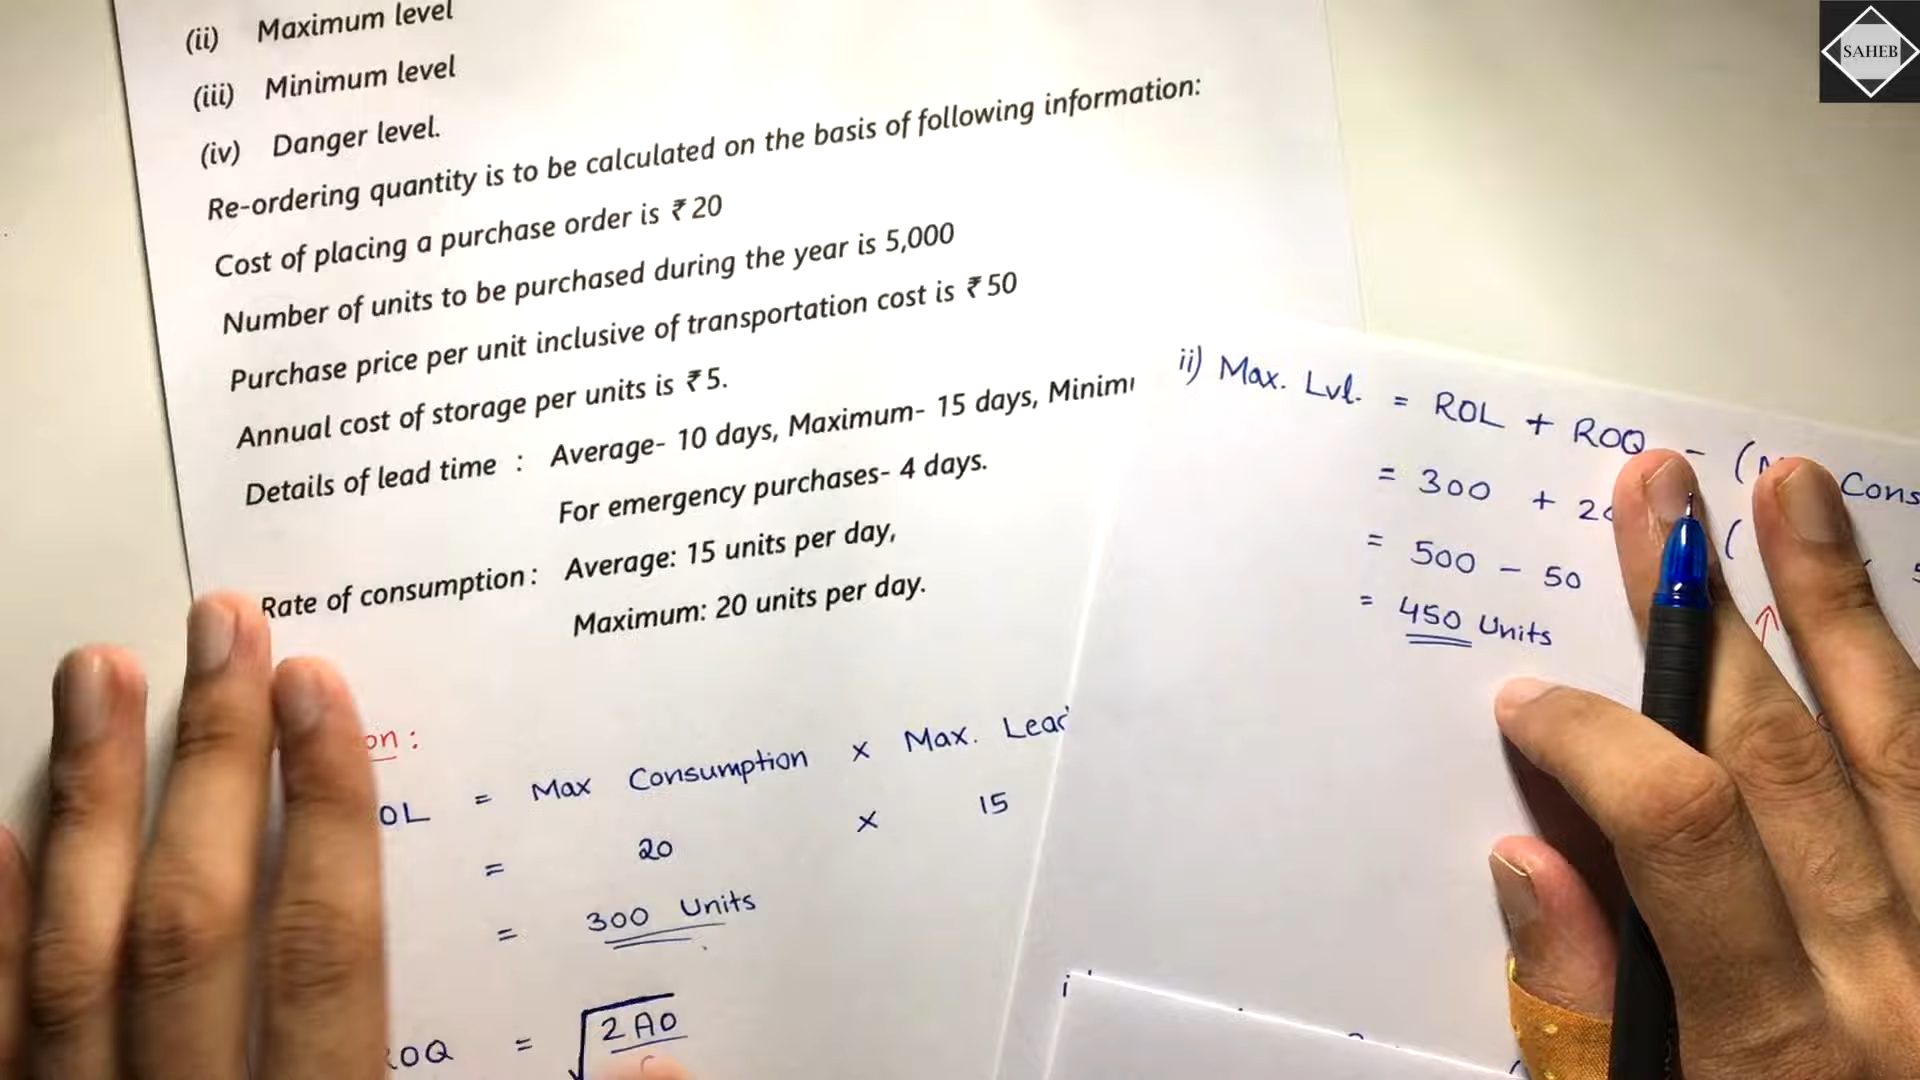 (ii) Maximum level
(iii) Minimum level
(iv) Danger level.
Re-ordering quantity is to be calculated on the basis of following information:
Cost of placing a purchase order is ₹ 20
Number of units to be purchased during the year is 5,000
Purchase price per unit inclusive of transportation cost is ₹ 50
Annual cost of storage per units is ₹ 5.
Details of lead time : Average- 10 days, Maximum- 15 days,
For emergency purchases- 4 days.
Rate of consumption : Average: 15 units per day,
Maximum: 20 units per day.
on :
OL = Max Consumption x Max.
= 20 x 15
= 300 Units
ROQ = √ 2AO
ii) Max. Lvl. = ROL + ROQ - (
= 300 + (
= 500 - 50
= 450 Units
SAHEB